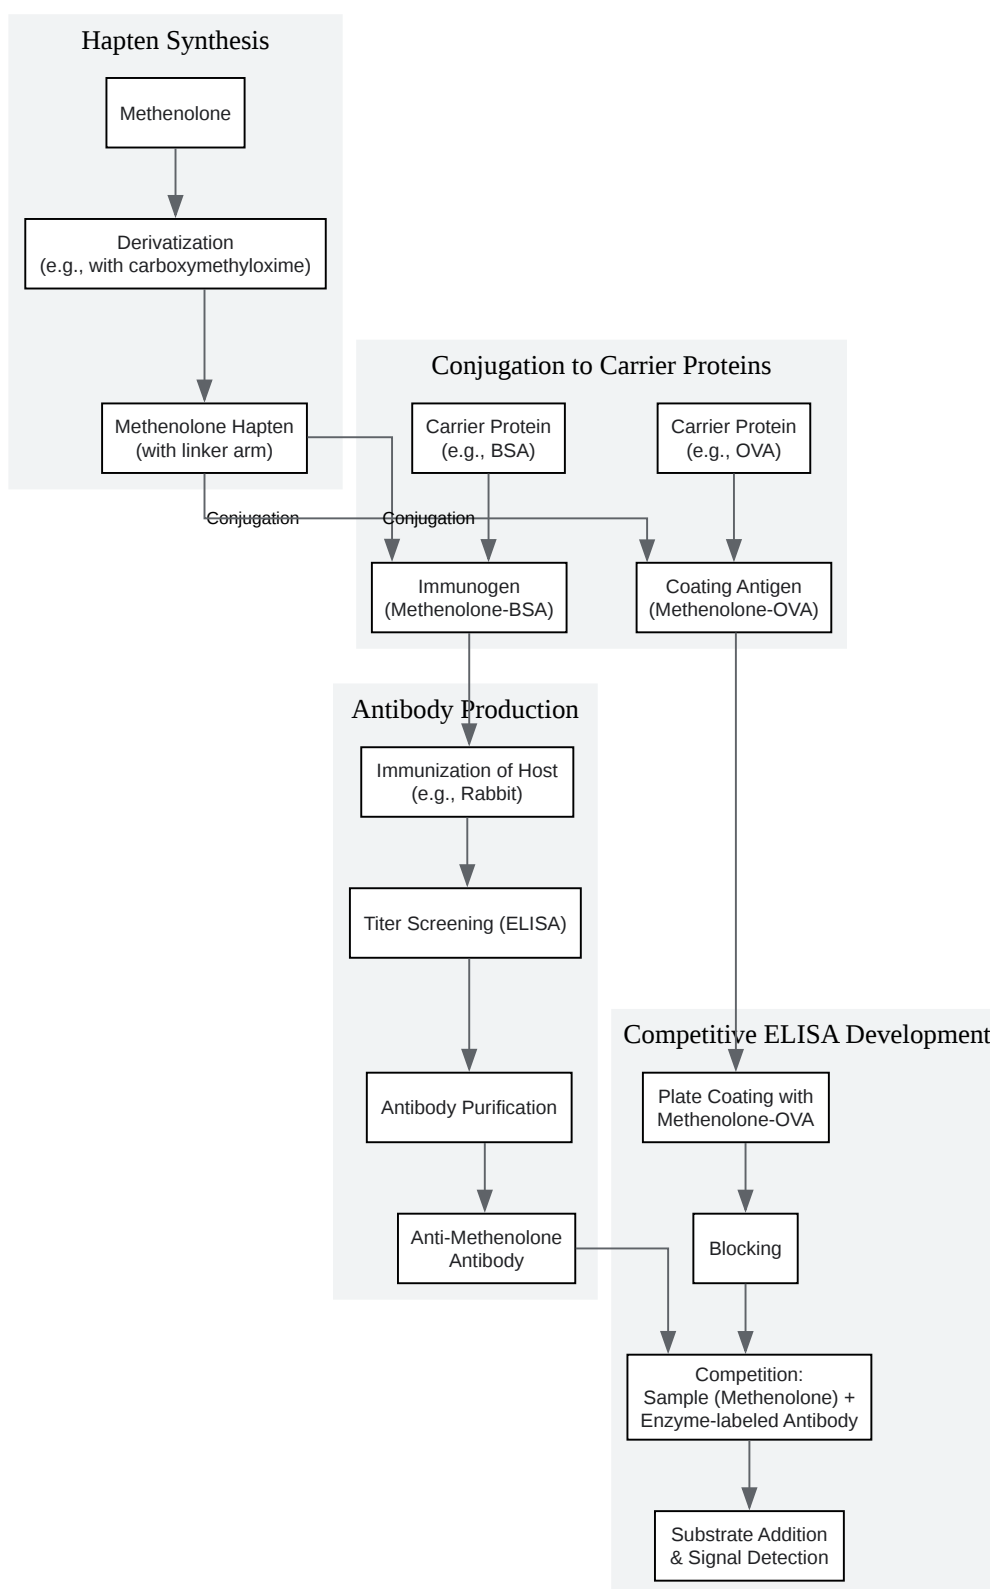 Hapten Synthesis
Methenolone
Derivatization
(e.g., with carboxymethyloxime)
Methenolone Hapten
(with linker arm)
Conjugation to Carrier Proteins
Carrier Protein
(e.g., BSA)
Carrier Protein
(e.g., OVA)
Conjugation
Conjugation
Immunogen
(Methenolone-BSA)
Coating Antigen
(Methenolone-OVA)
Antibody Production
Immunization of Host
(e.g., Rabbit)
Titer Screening (ELISA)
Antibody Purification
Anti-Methenolone
Antibody
Competitive ELISA Development
Plate Coating with
Methenolone-OVA
Blocking
Competition:
Sample (Methenolone) +
Enzyme-labeled Antibody
Substrate Addition
& Signal Detection